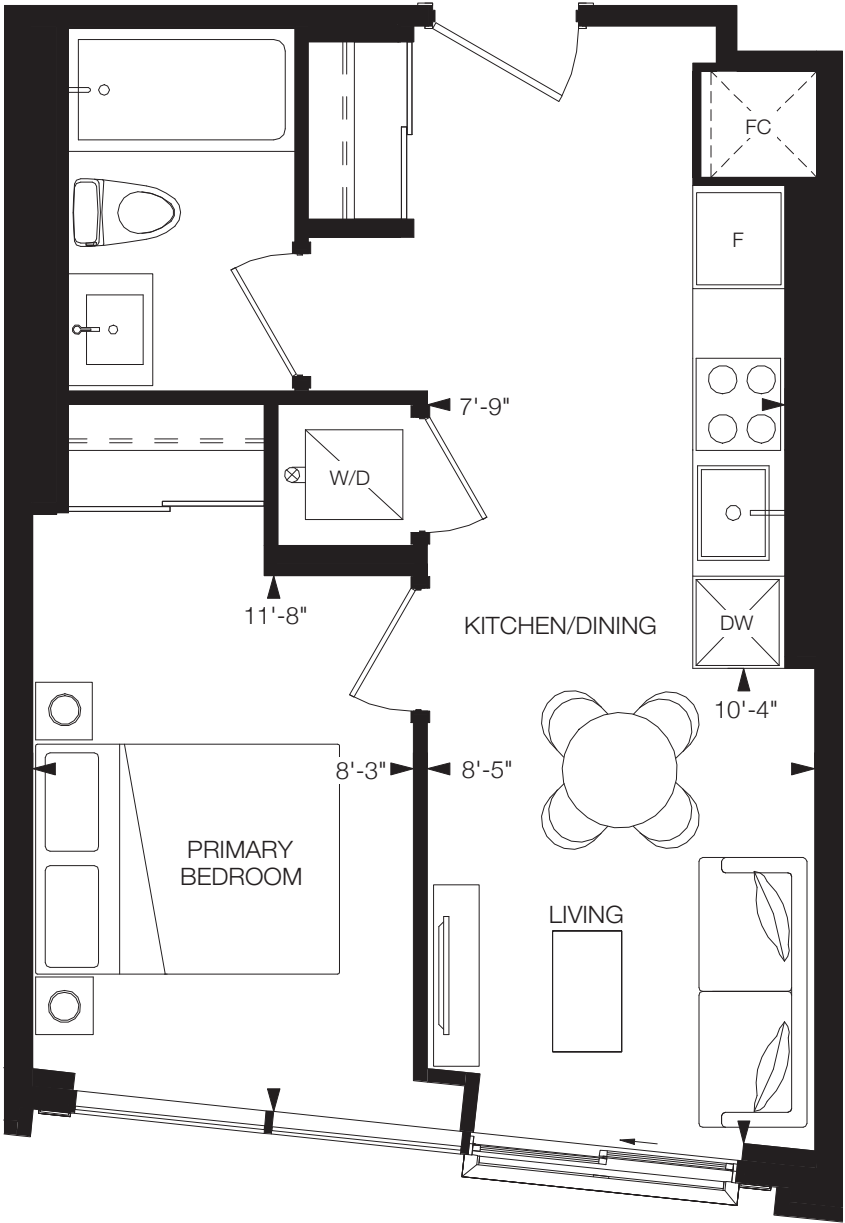 FC
F
7'-9"
W/D
11'-8"
KITCHEN/DINING
DW
10'-4"
8'-3"
8'-5"
PRIMARY
BEDROOM
LIVING